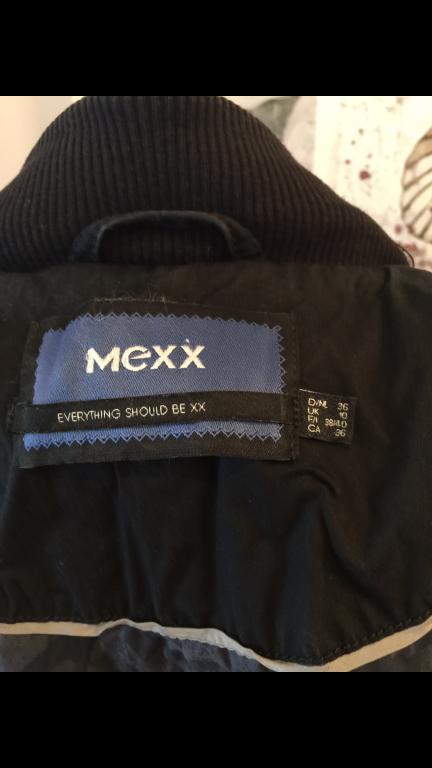 MEXX
EVERYTHING SHOULD BE XX
D/NL 36
UK 10
F/I 38/40
CA 36